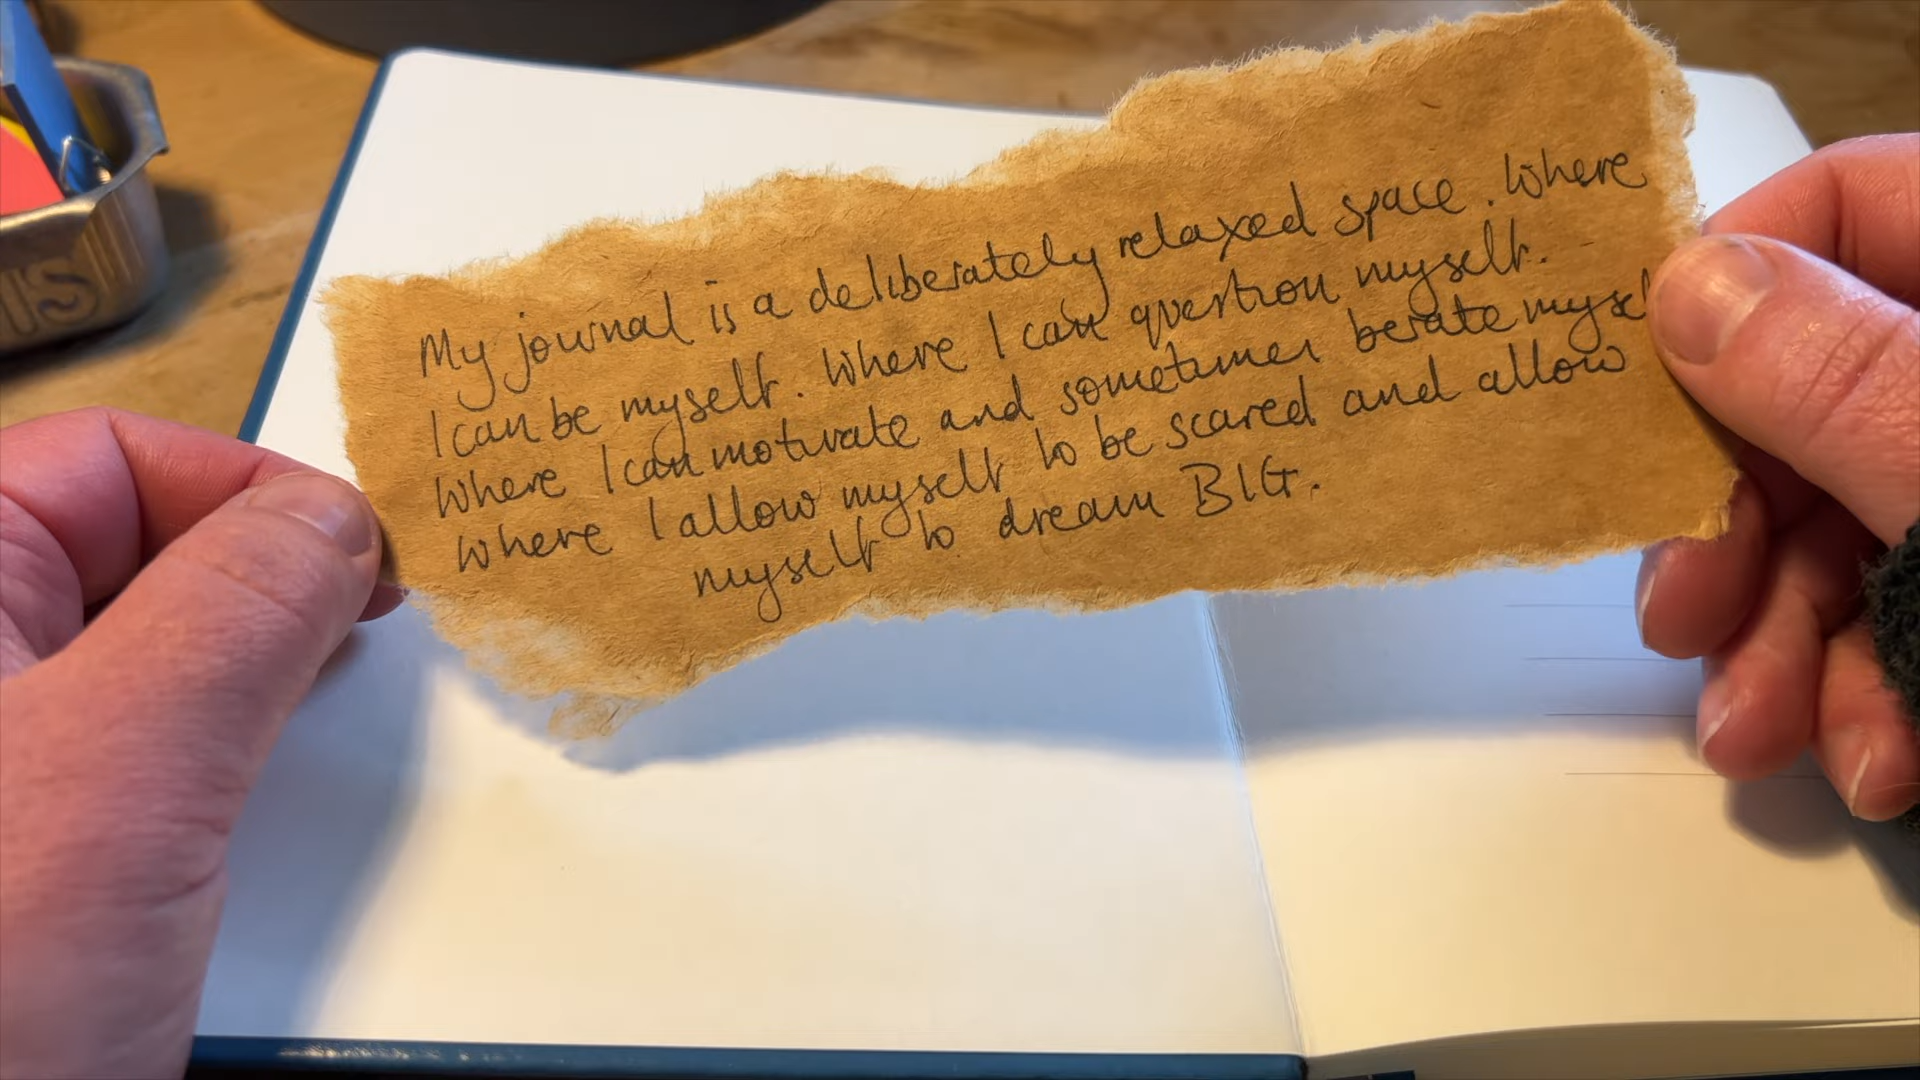 My journal is a deliberately relaxed space. Where
I can be myself. Where I can question myself.
Where I can motivate and sometimes berate mysel
Where I allow myself to be scared and allow
myself to dream BIG.
IS